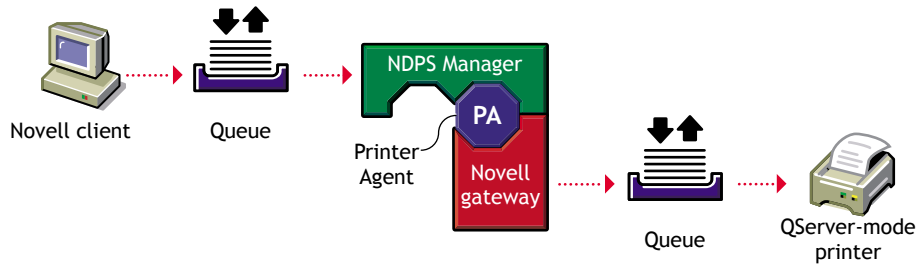 Novell client
Queue
NDPS Manager
PA
Printer
Agent
Novell
gateway
Queue
QServer-mode
printer